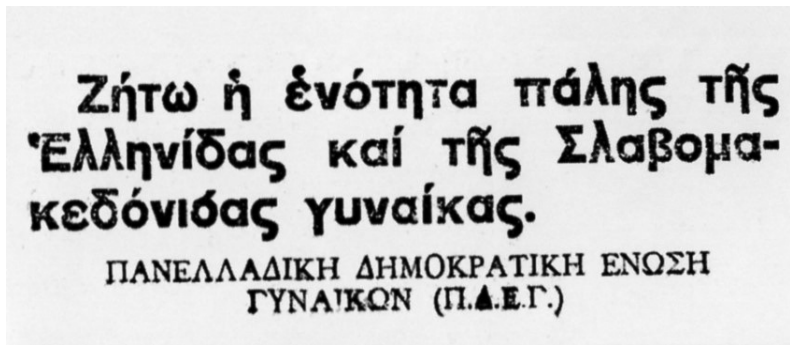 Ζήτω ἡ ἑνότητα πάλης τῆς
Ἑλληνίδας καί τῆς Σλαβομα-
κεδόνισας γυναίκας.
ΠΑΝΕΛΛΑΔΙΚΗ ΔΗΜΟΚΡΑΤΙΚΗ ΕΝΩΣΗ
ΓΥΝΑΙΚΩΝ (Π.Δ.Ε.Γ.)